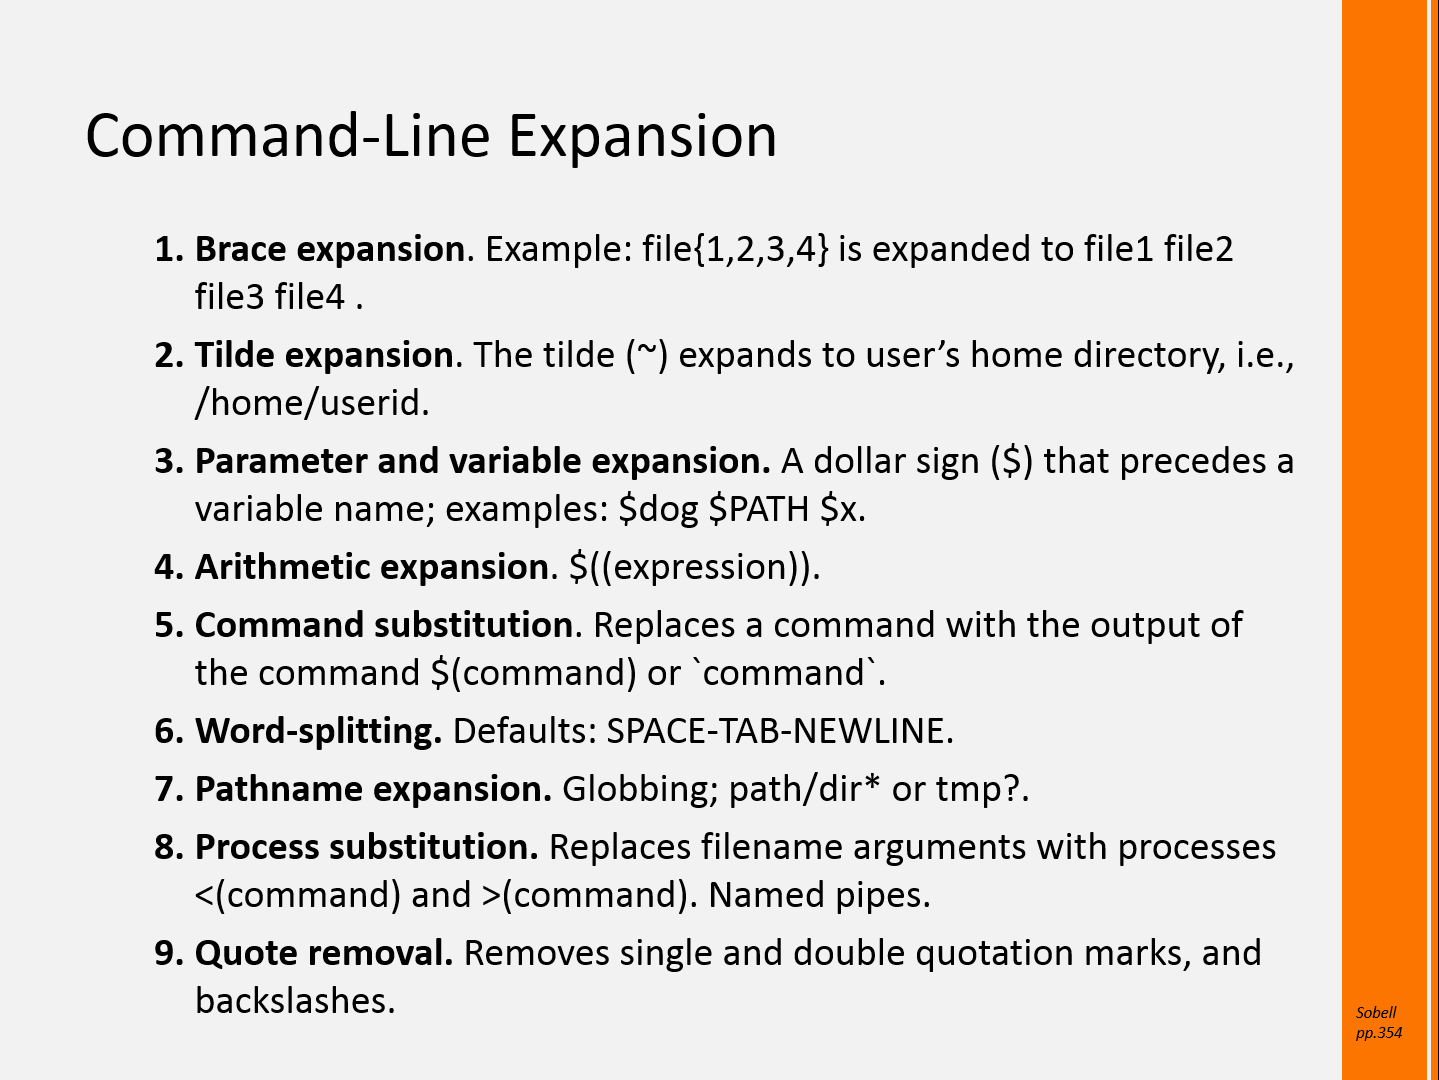 Command-Line Expansion
1. Brace expansion. Example: file{1,2,3,4} is expanded to file1 file2
file3 file4 .
2. Tilde expansion. The tilde (~) expands to user’s home directory, i.e.,
/home/userid.
3. Parameter and variable expansion. A dollar sign ($) that precedes a
variable name; examples: $dog $PATH $x.
4. Arithmetic expansion. $((expression)).
5. Command substitution. Replaces a command with the output of
the command $(command) or `command`.
6. Word-splitting. Defaults: SPACE-TAB-NEWLINE.
7. Pathname expansion. Globbing; path/dir* or tmp?.
8. Process substitution. Replaces filename arguments with processes
<(command) and >(command). Named pipes.
9. Quote removal. Removes single and double quotation marks, and
backslashes.
Sobell
pp.354